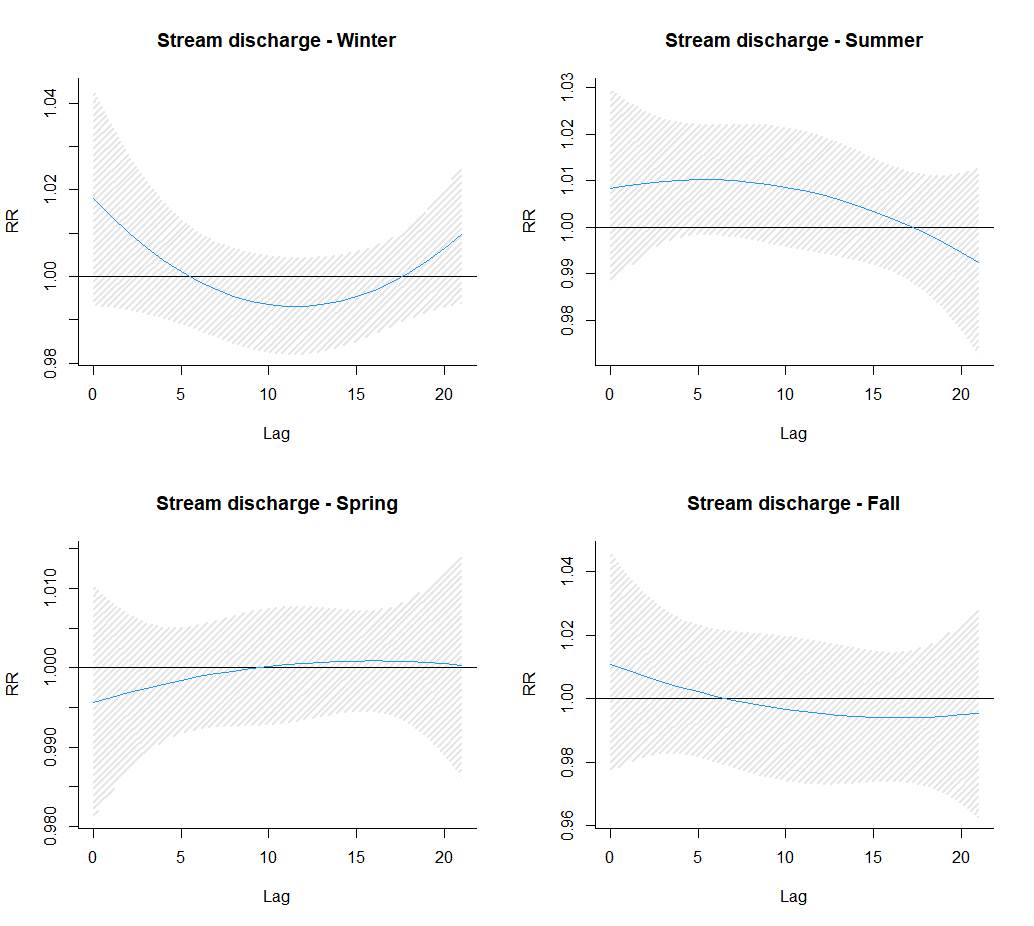 Stream discharge - Winter
RR
1.04
1.02
1.00
0.98
0 5 10 15 20
Lag
Stream discharge - Summer
RR
1.03
1.02
1.01
1.00
0.99
0.98
0 5 10 15 20
Lag
Stream discharge - Spring
RR
1.010
1.000
0.990
0.980
0 5 10 15 20
Lag
Stream discharge - Fall
RR
1.04
1.02
1.00
0.98
0.96
0 5 10 15 20
Lag